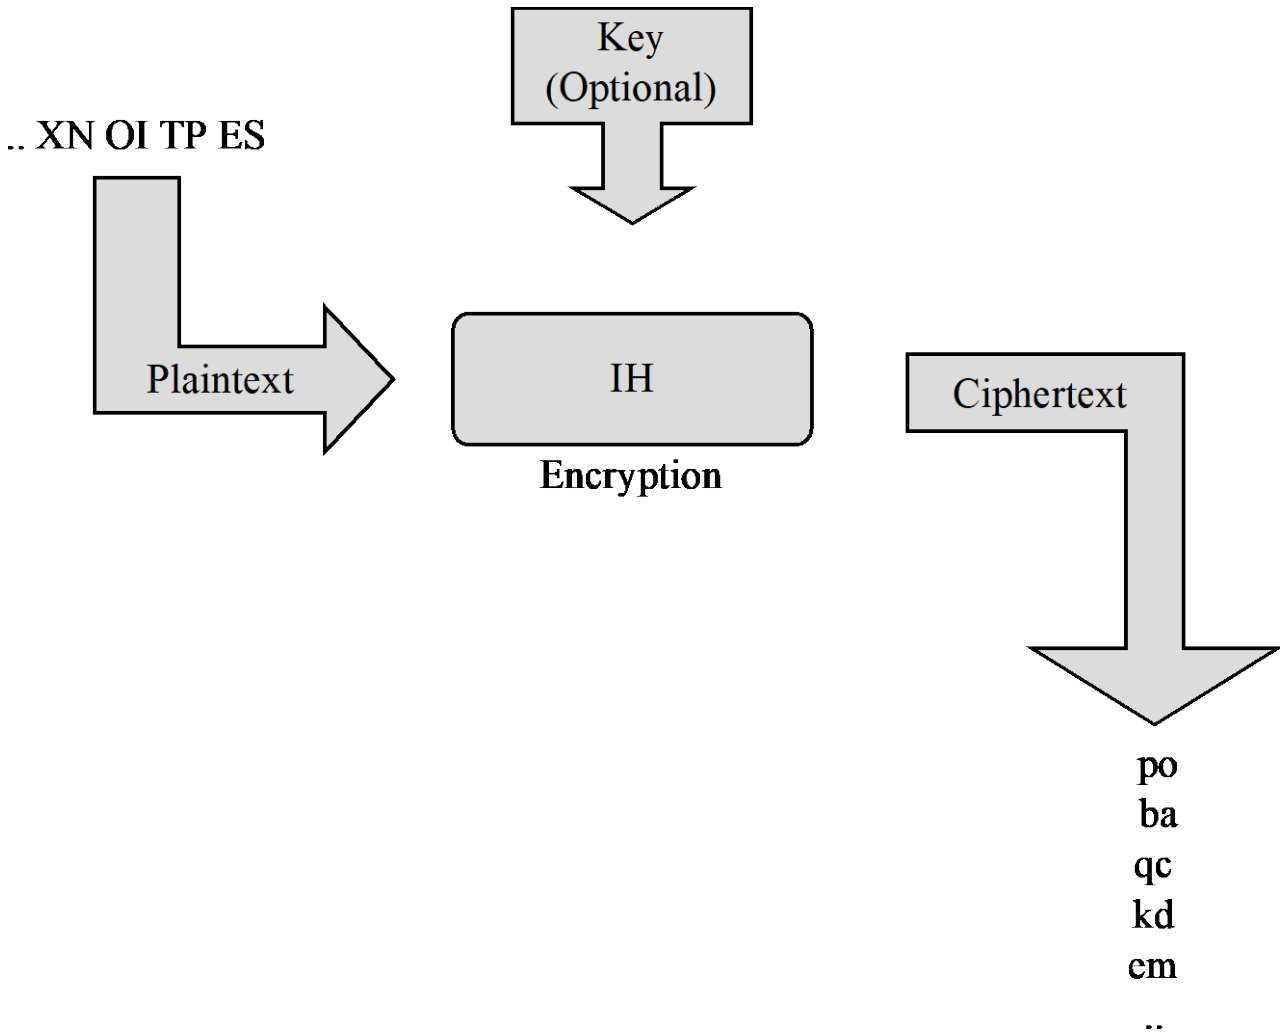 Key
(Optional)
.. XN OI TP ES
Plaintext
IH
Ciphertext
Encryption
po
ba
qc
kd
em
..